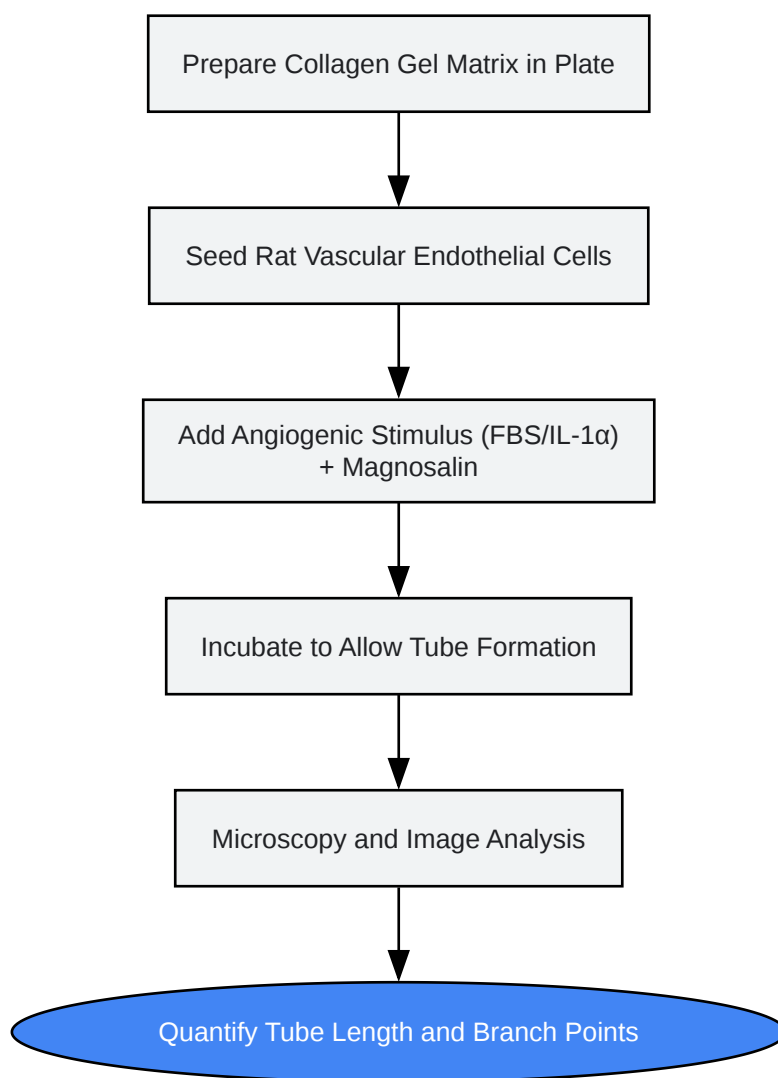 Prepare Collagen Gel Matrix in Plate
Seed Rat Vascular Endothelial Cells
Add Angiogenic Stimulus (FBS/IL-1α)
+ Magnosalin
Incubate to Allow Tube Formation
Microscopy and Image Analysis
Quantify Tube Length and Branch Points